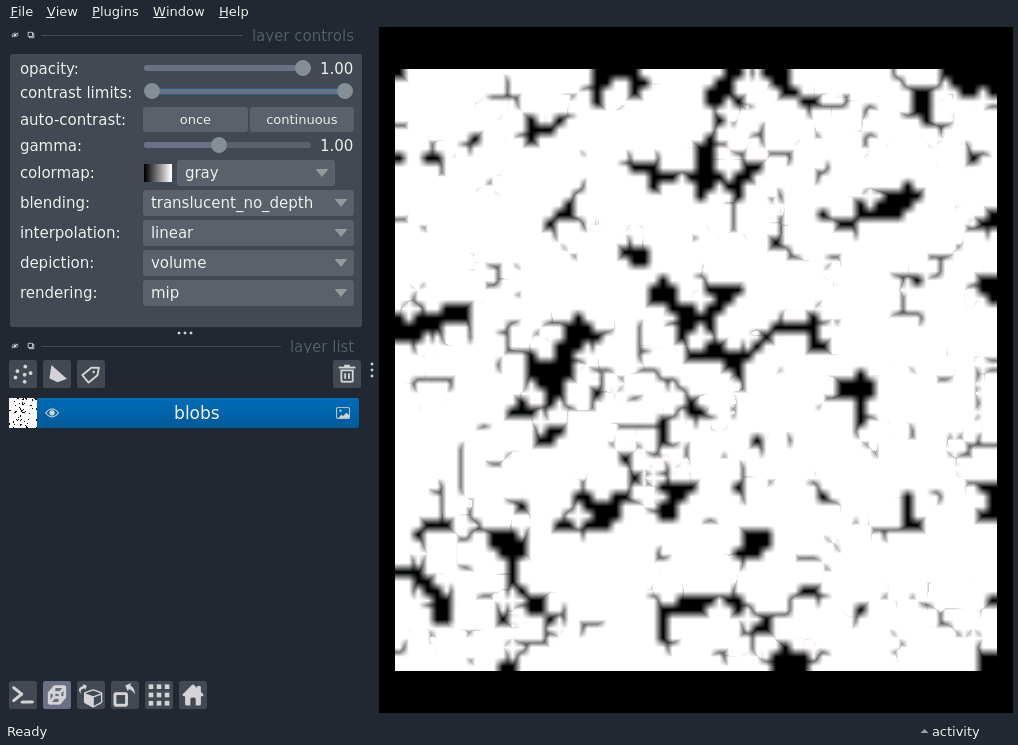 File View Plugins Window Help
layer controls
opacity: 1.00
contrast limits:
auto-contrast: once continuous
gamma: 1.00
colormap: gray
blending: translucent_no_depth
interpolation: linear
depiction: volume
rendering: mip
layer list
blobs
Ready
activity